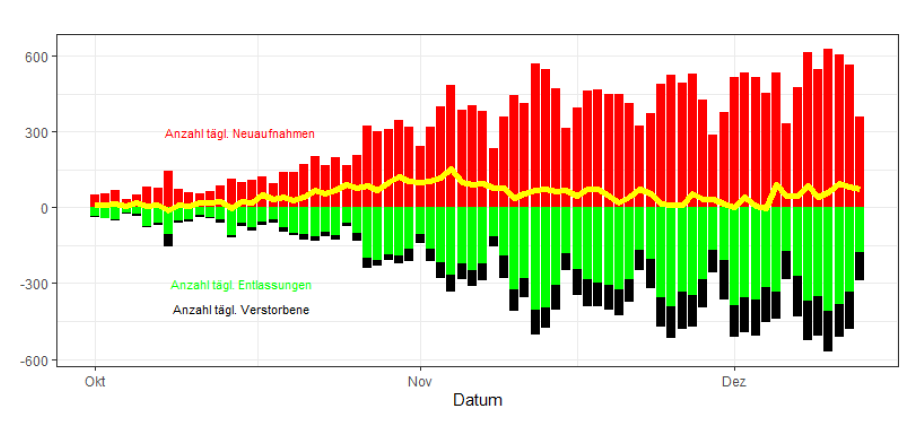 600
300
Anzahl tägl. Neuaufnahmen
0
-300
Anzahl tägl. Entlassungen
Anzahl tägl. Verstorbene
-600
Okt Nov Dez
Datum